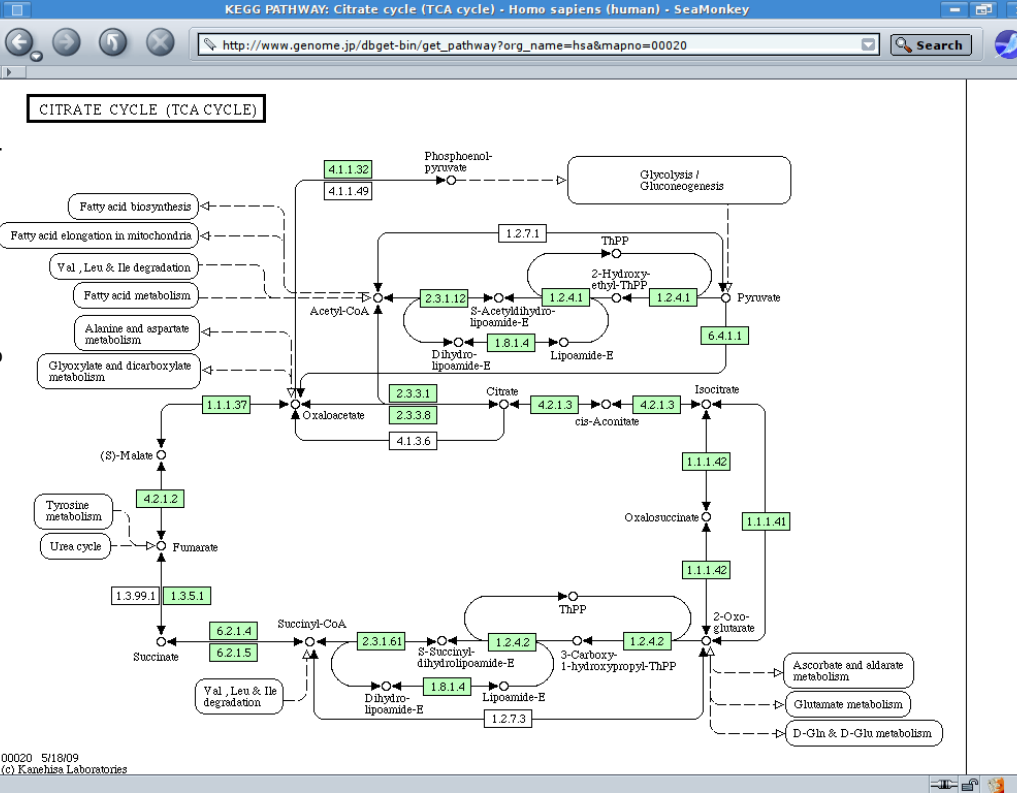 KEGG PATHWAY: Citrate cycle (TCA cycle) - Homo sapiens (human) - SeaMonkey
http://www.genome.jp/dbget-bin/get_pathway?org_name=hsa&mapno=00020
Search
CITRATE CYCLE (TCA CYCLE)
Phosphoenol-
pyruvate
4.1.1.32
4.1.1.49
Glycolysis /
Gluconeogenesis
Fatty acid biosynthesis
Fatty acid elongation in mitochondria
Val , Leu & Ile degradation
Fatty acid metabolism
Alanine and aspartate
metabolism
Glyoxylate and dicarboxylate
metabolism
1.2.7.1
ThPP
2-Hydroxy-
ethyl-ThPP
Acetyl-CoA
2.3.1.12
1.2.4.1
1.2.4.1
Pyruvate
S-Acetyldihydro-
lipoamide-E
6.4.1.1
1.8.1.4
Dihydro-
lipoamide-E
Lipoamide-E
1.1.1.37
Oxaloacetate
2.3.3.1
2.3.3.8
4.1.3.6
Citrate
4.2.1.3
cis-Aconitate
4.2.1.3
Isocitrate
(S)-Malate
1.1.1.42
4.2.1.2
Tyrosine
metabolism
Urea cycle
Fumarate
Oxalosuccinate
1.1.1.41
1.1.1.42
1.3.99.1
1.3.5.1
ThPP
2-Oxo-
glutarate
Succinate
6.2.1.4
6.2.1.5
Succinyl-CoA
2.3.1.61
1.2.4.2
1.2.4.2
S-Succinyl-
dihydrolipoamide-E
3-Carboxy-
1-hydroxypropyl-ThPP
1.8.1.4
Dihydro-
lipoamide-E
Lipoamide-E
Val , Leu & Ile
degradation
1.2.7.3
Ascorbate and aldarate
metabolism
Glutamate metabolism
D-Gln & D-Glu metabolism
00020 5/18/09
(c) Kanehisa Laboratories